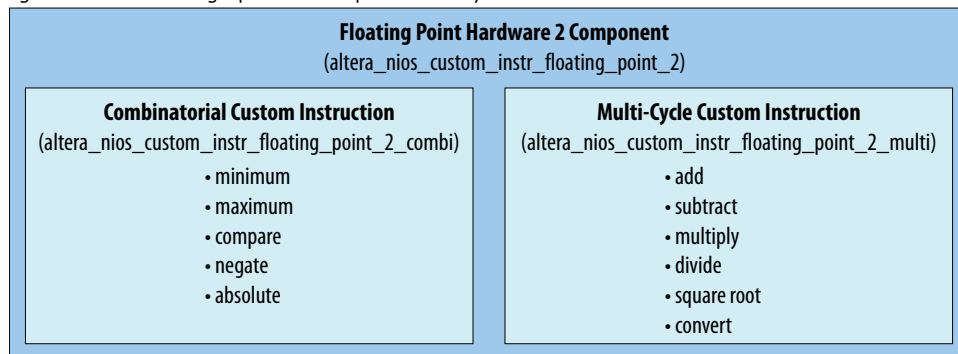 Floating Point Hardware 2 Component
(altera_nios_custom_instr_floating_point_2)
Combinatorial Custom Instruction
(altera_nios_custom_instr_floating_point_2_combi)
• minimum
• maximum
• compare
• negate
• absolute
Multi-Cycle Custom Instruction
(altera_nios_custom_instr_floating_point_2_multi)
• add
• subtract
• multiply
• divide
• square root
• convert